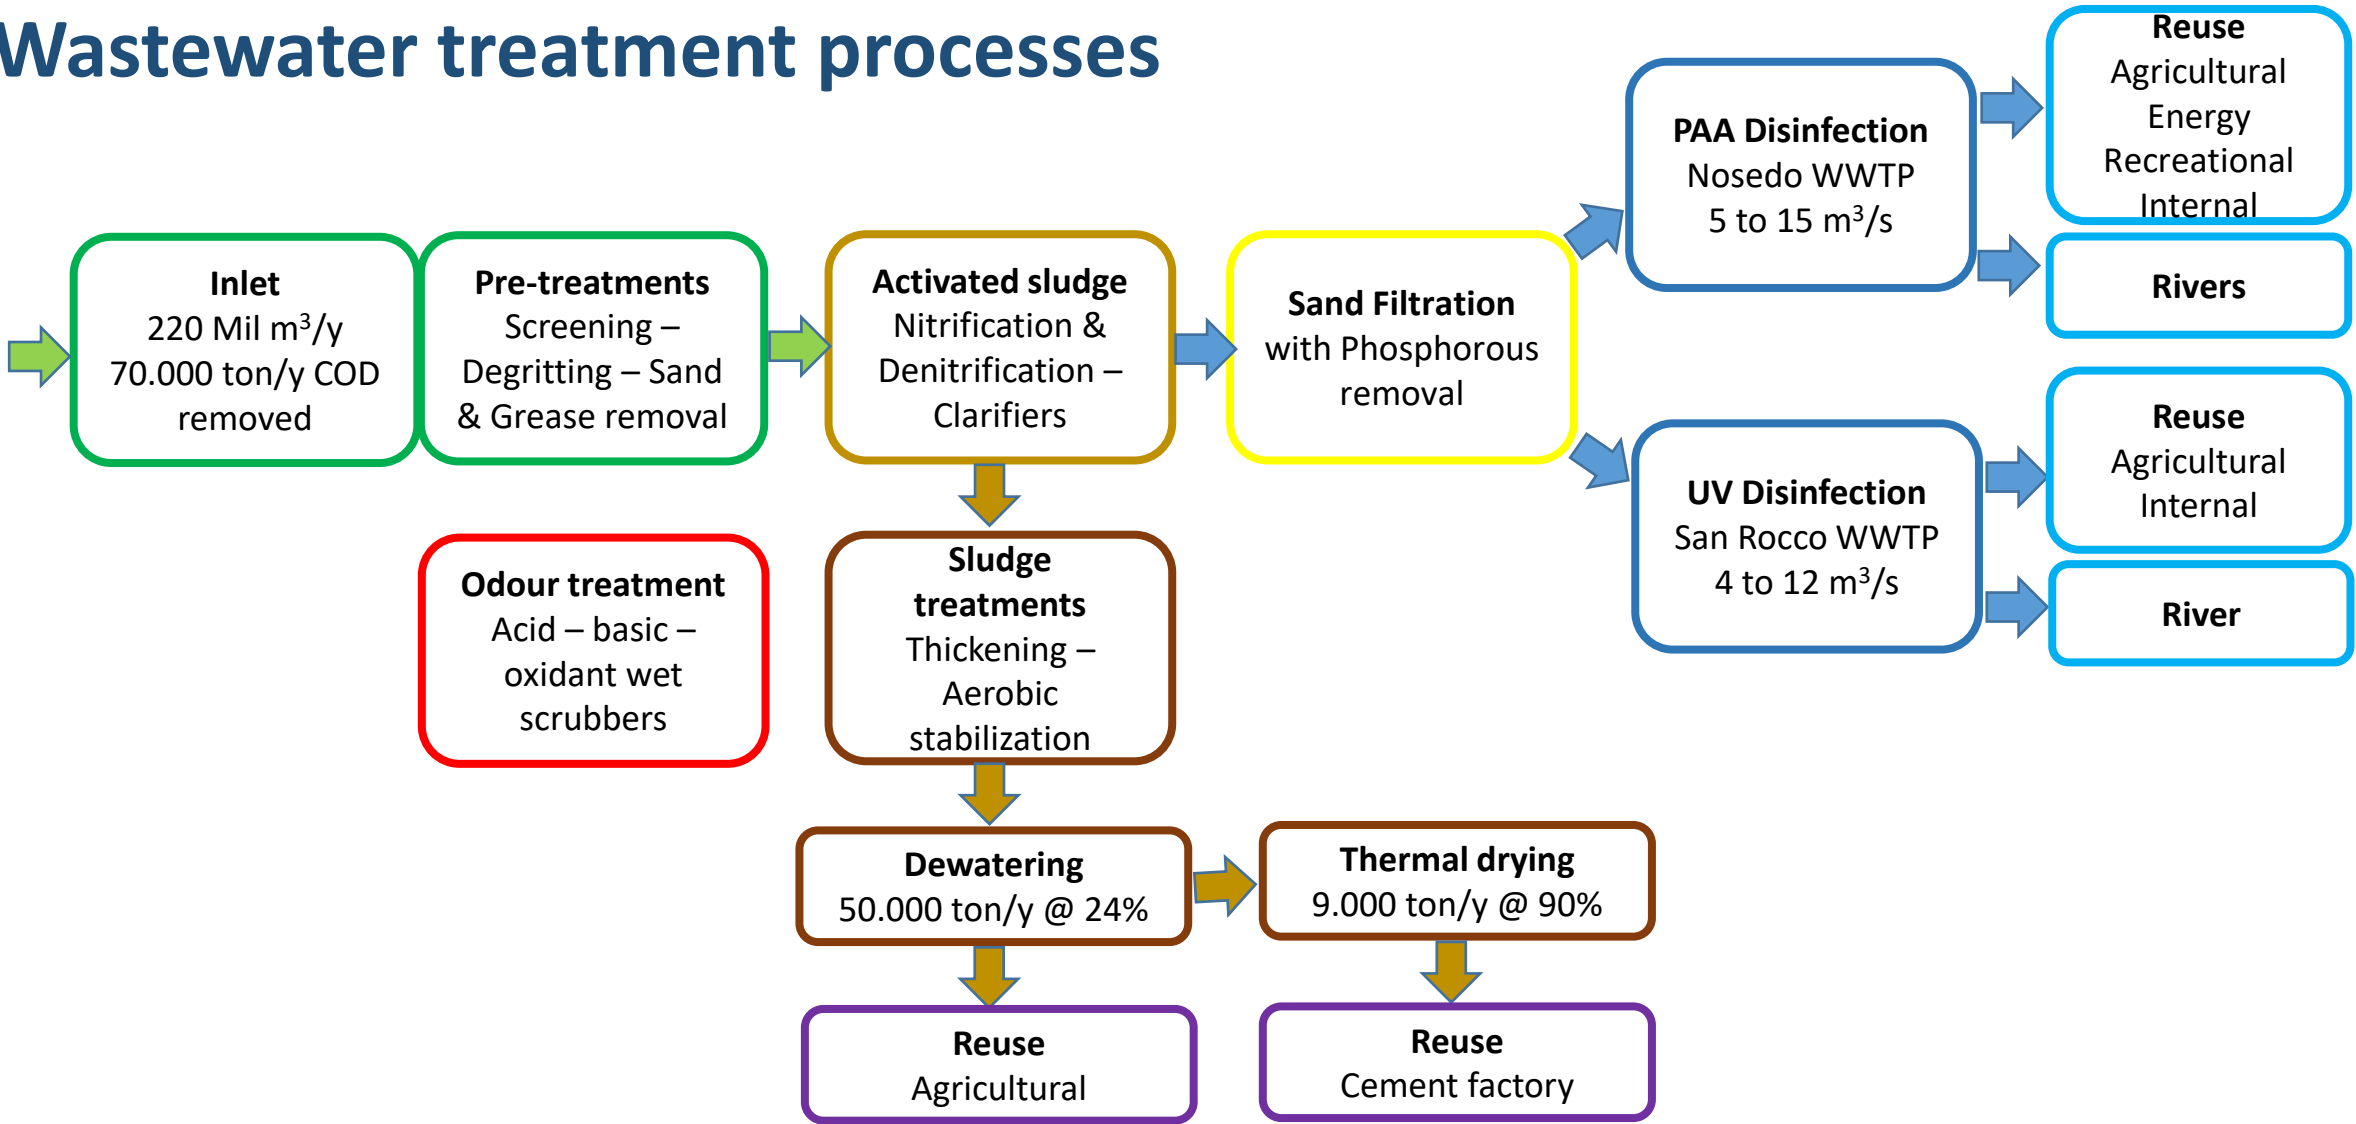 Wastewater treatment processes
Inlet
220 Mil m³/y
70.000 ton/y COD
removed
Pre-treatments
Screening –
Degritting – Sand
& Grease removal
Activated sludge
Nitrification &
Denitrification –
Clarifiers
Sand Filtration
with Phosphorous
removal
PAA Disinfection
Nosedo WWTP
5 to 15 m³/s
Reuse
Agricultural
Energy
Recreational
Internal
Rivers
UV Disinfection
San Rocco WWTP
4 to 12 m³/s
Reuse
Agricultural
Internal
River
Odour treatment
Acid – basic –
oxidant wet
scrubbers
Sludge
treatments
Thickening –
Aerobic
stabilization
Dewatering
50.000 ton/y @ 24%
Thermal drying
9.000 ton/y @ 90%
Reuse
Agricultural
Reuse
Cement factory